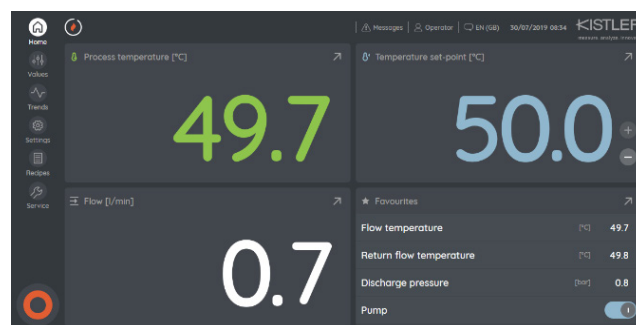 Messages Operator EN (GB) 30/07/2019 08:34 KISTLER
Home
Values
Trends
Settings
Recipes
Service
Process temperature [°C]
49.7
Temperature set-point [°C]
50.0
Flow [l/min]
0.7
Favourites
Flow temperature [°C] 49.7
Return flow temperature [°C] 49.8
Discharge pressure [bar] 0.8
Pump